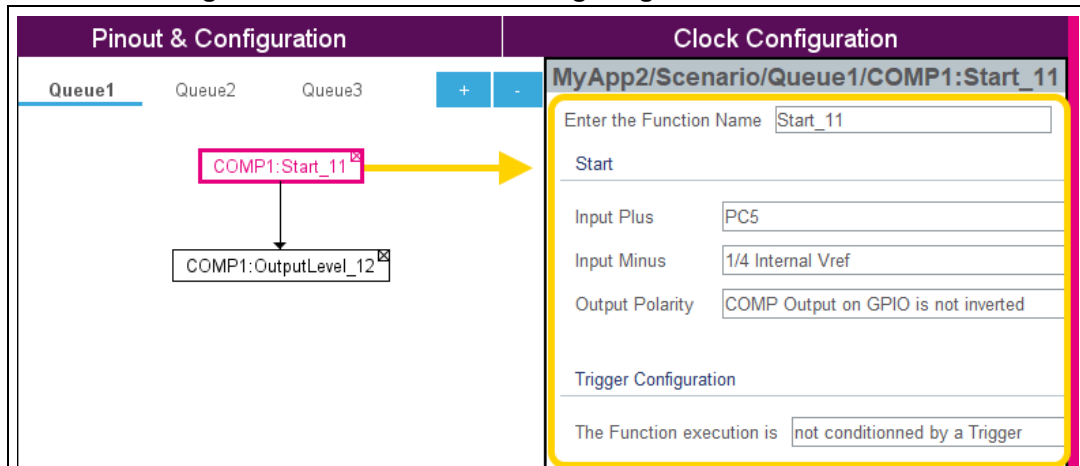 Pinout & Configuration
Clock Configuration
Queue1 Queue2 Queue3 + -
COMP1:Start_11
COMP1:OutputLevel_12
MyApp2/Scenario/Queue1/COMP1:Start_11
Enter the Function Name Start_11
Start
Input Plus PC5
Input Minus 1/4 Internal Vref
Output Polarity COMP Output on GPIO is not inverted
Trigger Configuration
The Function execution is not conditionned by a Trigger